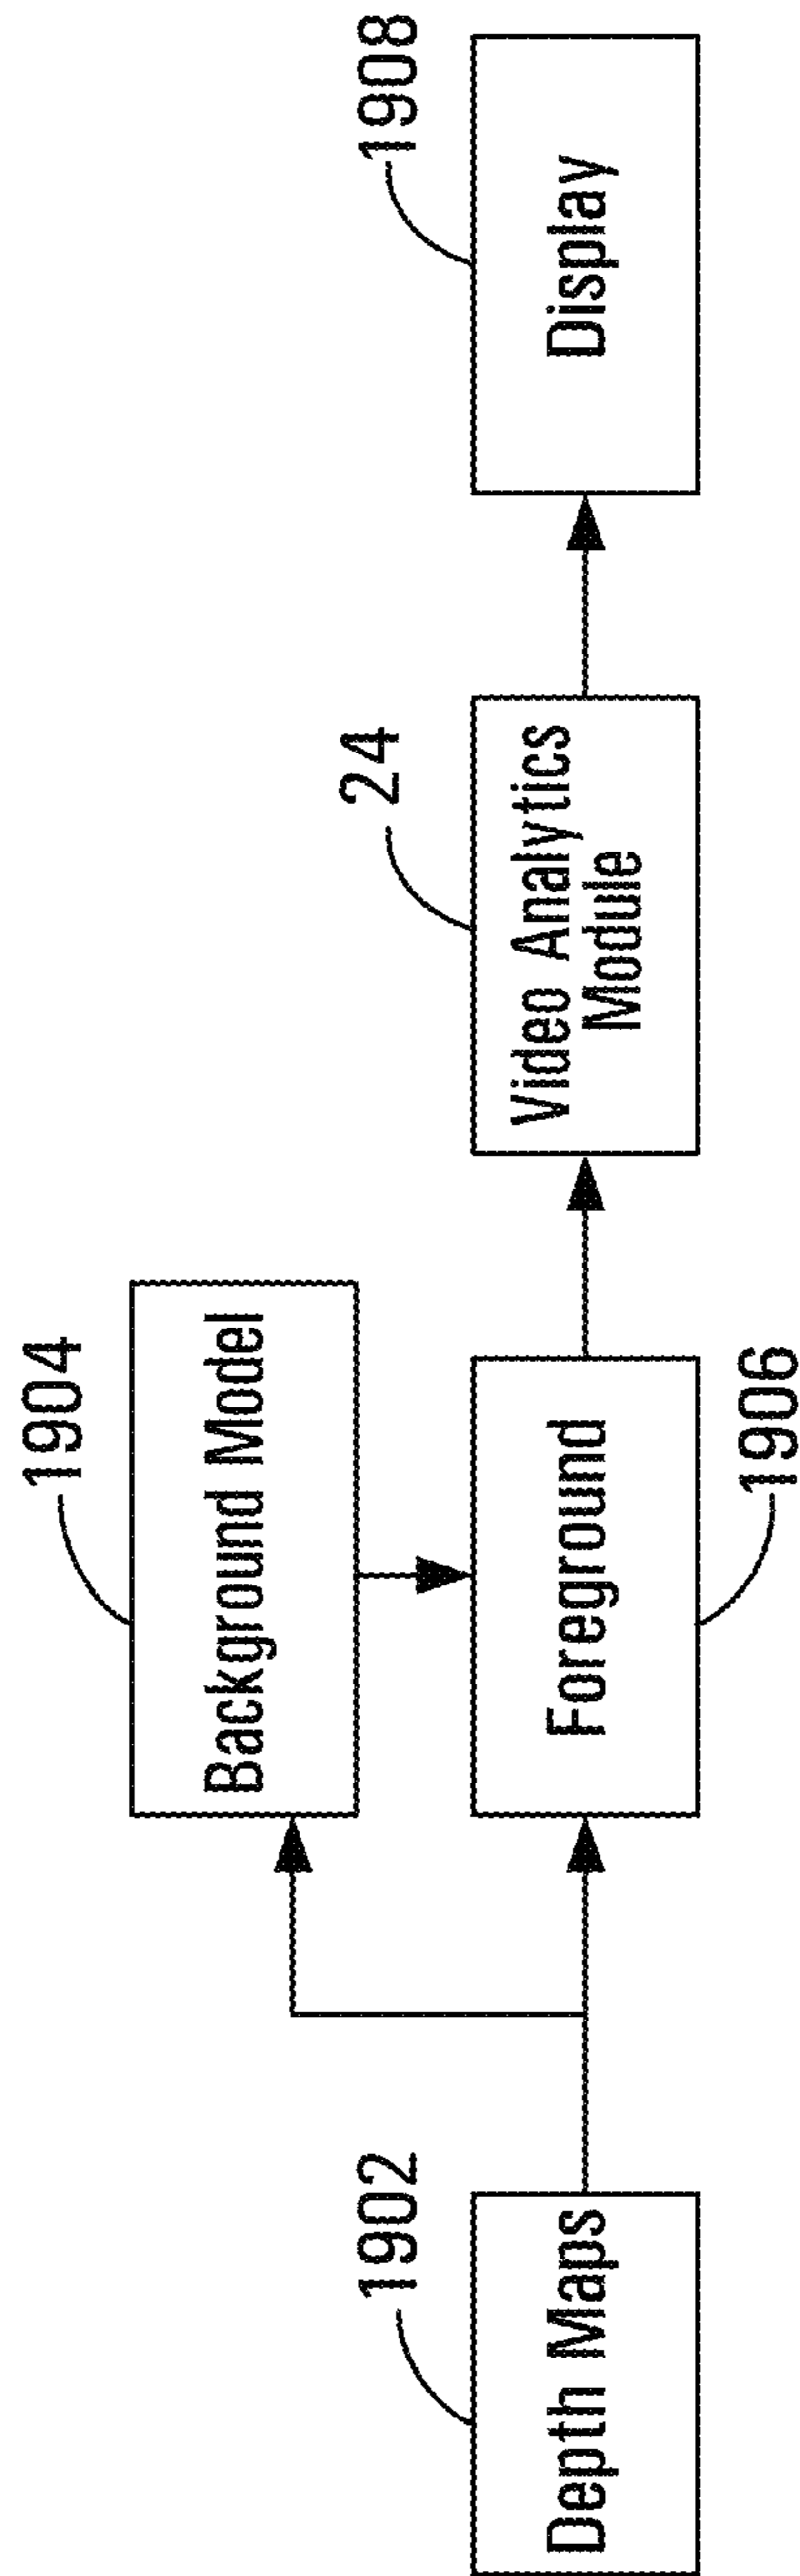 1902
Depth Maps
1904
Background Model
Foreground
1906
24
Video Analytics
Module
1908
Display